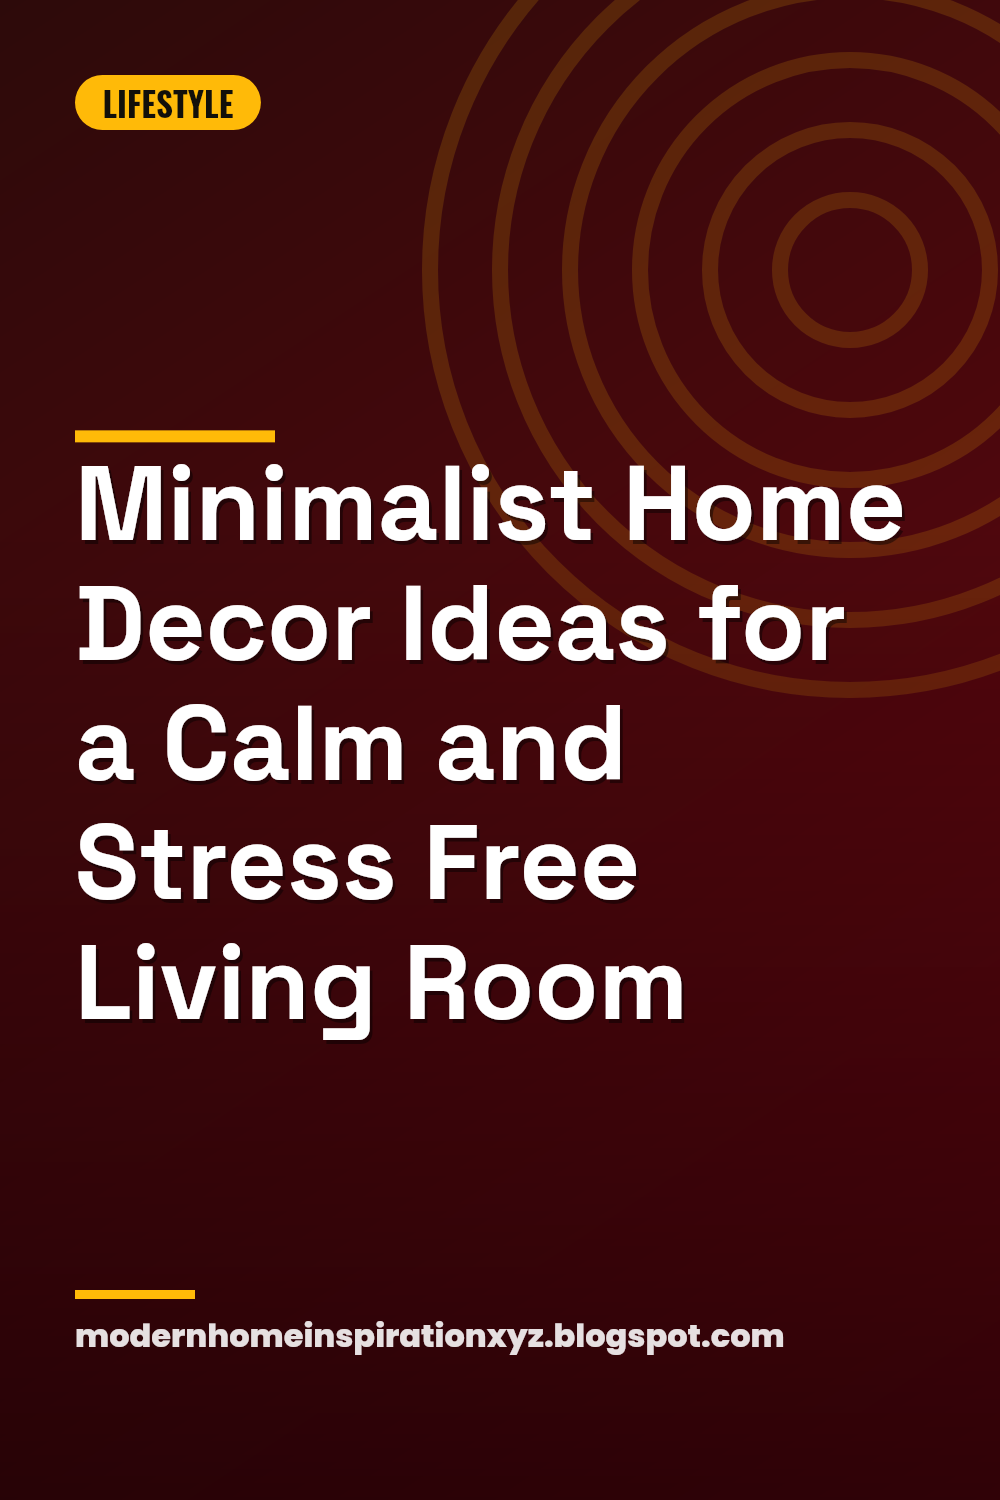 LIFESTYLE
Minimalist Home
Decor Ideas for
a Calm and
Stress Free
Living Room
modernhomeinspirationxyz.blogspot.com